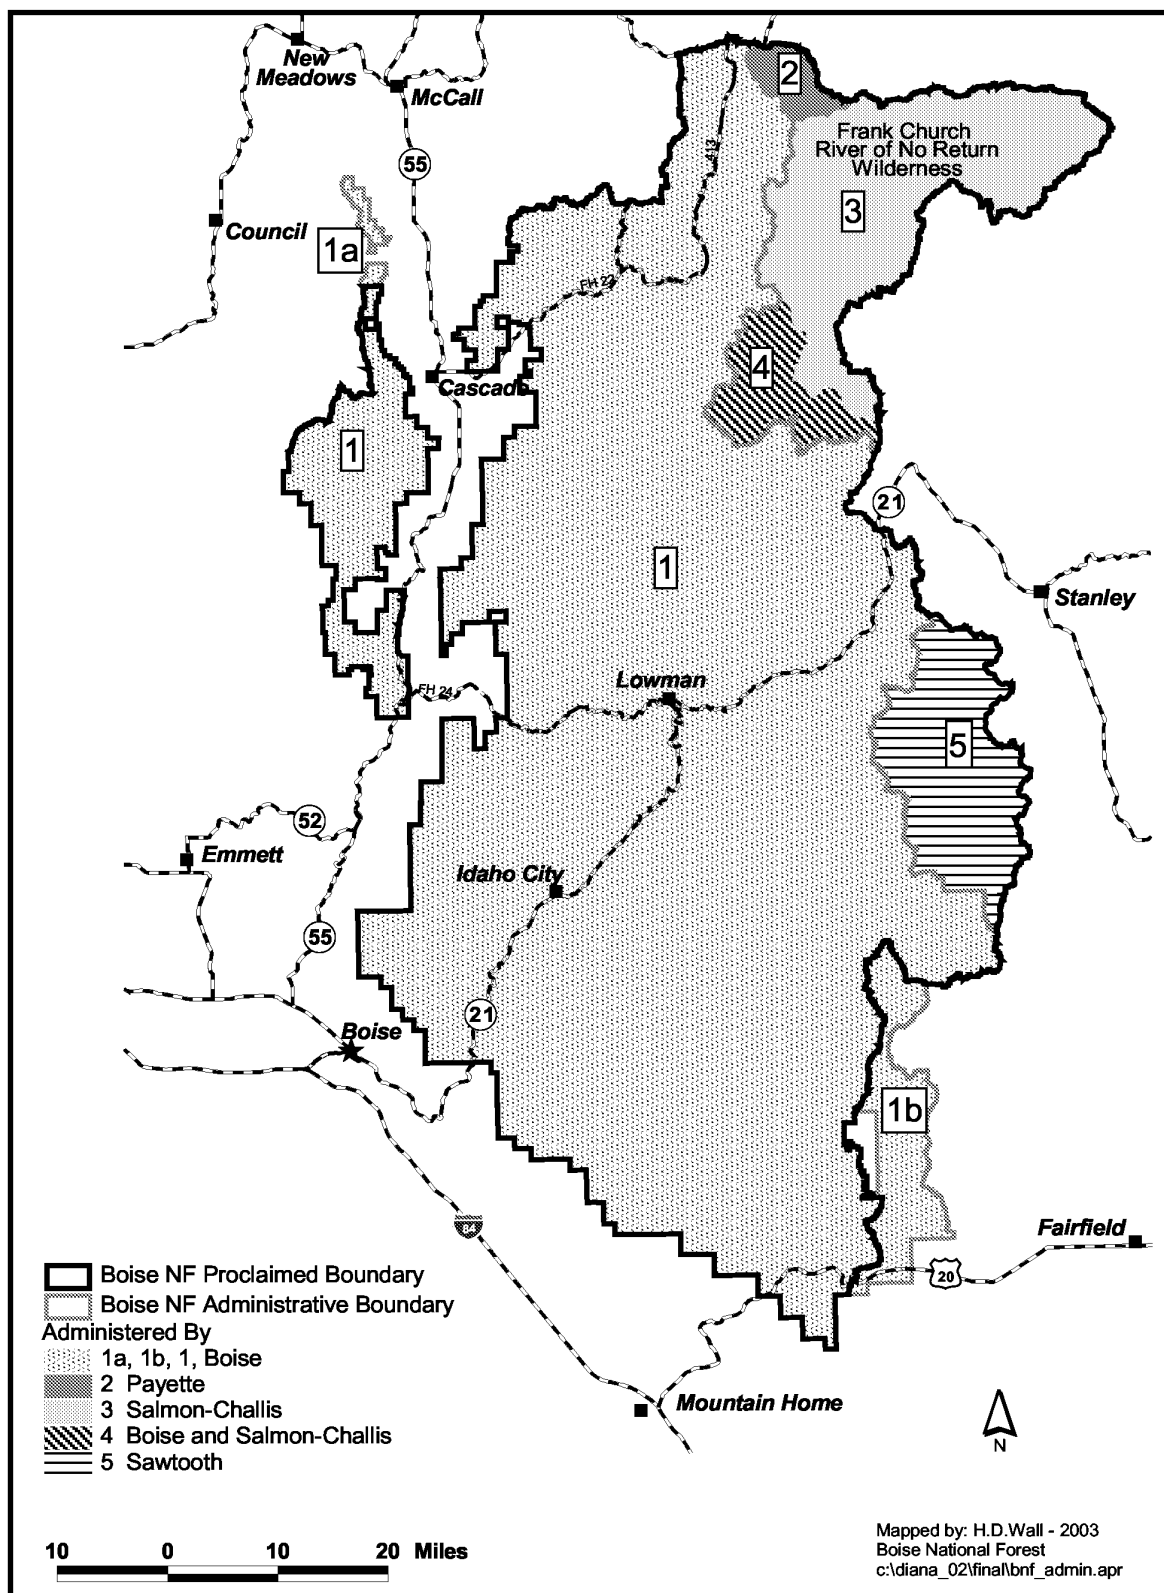 New
Meadows
McCall
2
Frank Church
River of No Return
Wilderness
413
55
3
Council
1a
FH 22
4
Cascade
1
21
1
Stanley
Lowman
FH 24
5
52
Emmett
Idaho City
55
21
Boise
1b
84
Fairfield
20
Boise NF Proclaimed Boundary
Boise NF Administrative Boundary
Administered By
1a, 1b, 1, Boise
2 Payette
3 Salmon-Challis
4 Boise and Salmon-Challis
5 Sawtooth
Mountain Home
N
10 0 10 20 Miles
Mapped by: H.D.Wall - 2003
Boise National Forest
c:\diana_02\final\bnf_admin.apr